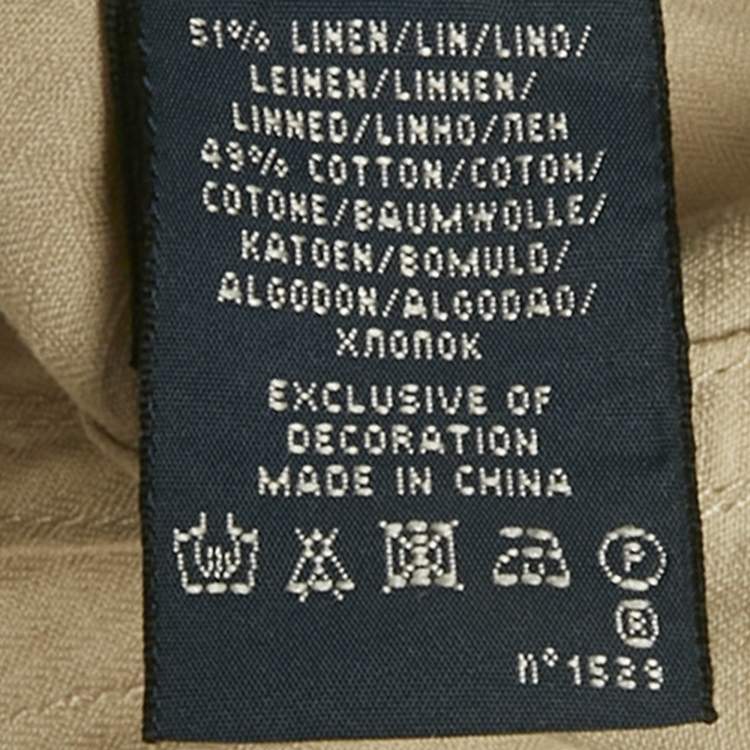 51% LINEN/LIN/LINO/
LEINEN/LINNEN/
LINNED/LINHO/ЛЕН
49% COTTON/COTON/
COTONE/BAUMWOLLE/
KATOEN/BOMULD/
ALGODON/ALGODAO/
ХЛОПОК
EXCLUSIVE OF
DECORATION
MADE IN CHINA
P
R
n°1529